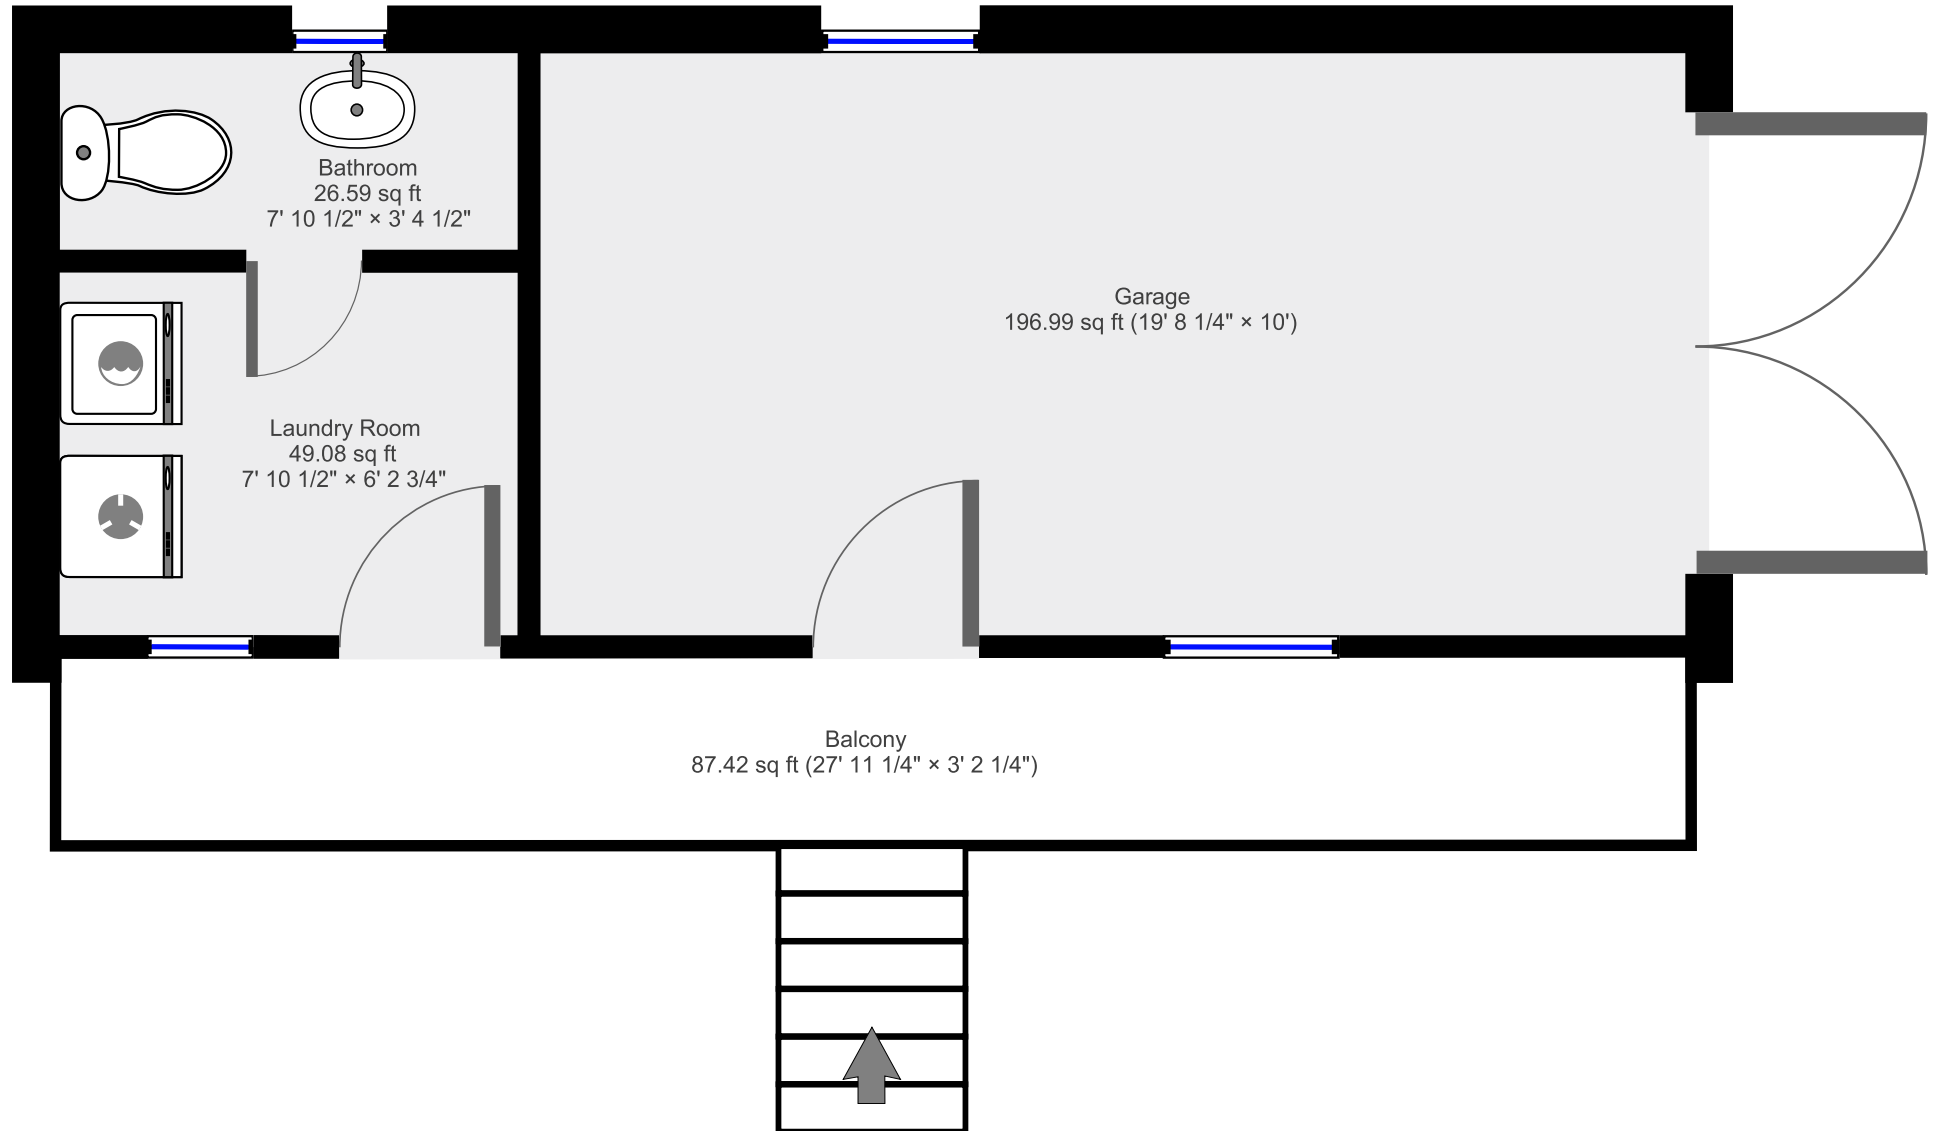 Bathroom
26.59 sq ft
7' 10 1/2" × 3' 4 1/2"
Garage
196.99 sq ft (19' 8 1/4" × 10')
Laundry Room
49.08 sq ft
7' 10 1/2" × 6' 2 3/4"
Balcony
87.42 sq ft (27' 11 1/4" × 3' 2 1/4")